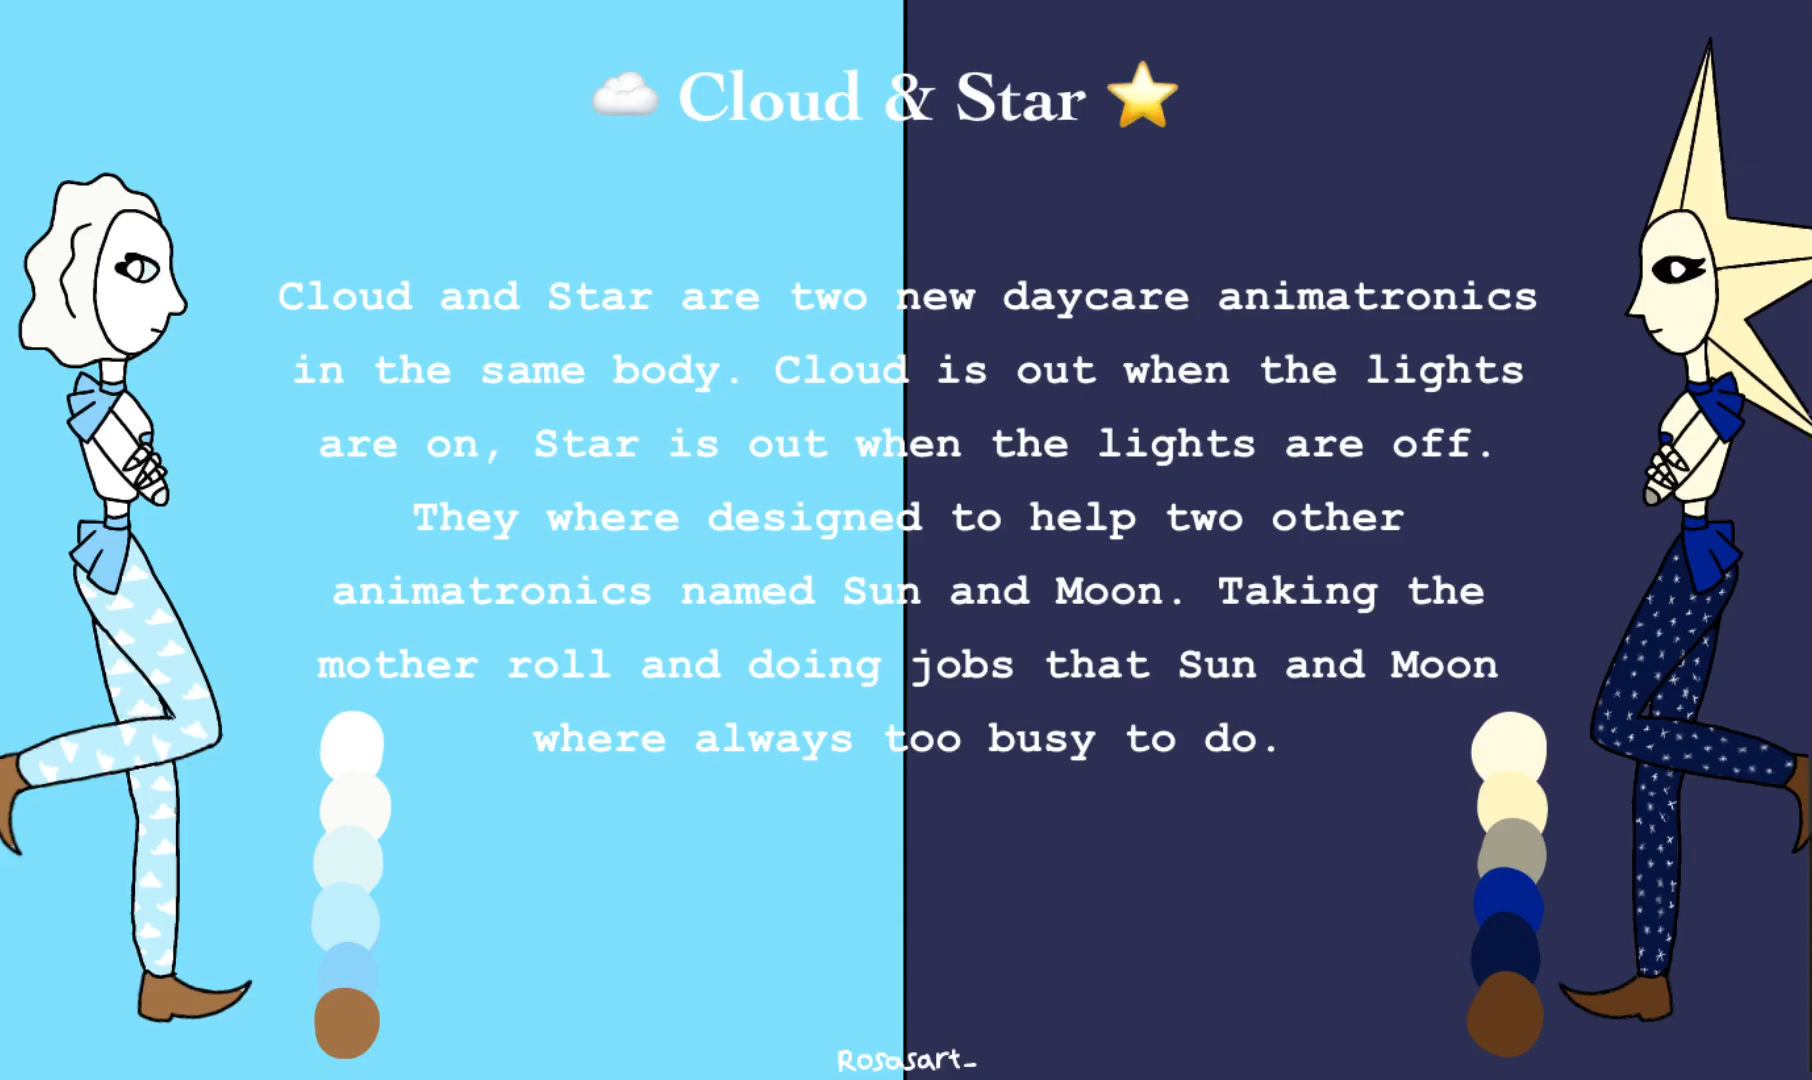 ☁️ Cloud & Star ⭐
Cloud and Star are two new daycare animatronics
in the same body. Cloud is out when the lights
are on, Star is out when the lights are off.
They where designed to help two other
animatronics named Sun and Moon. Taking the
mother roll and doing jobs that Sun and Moon
where always too busy to do.
Rosasart_